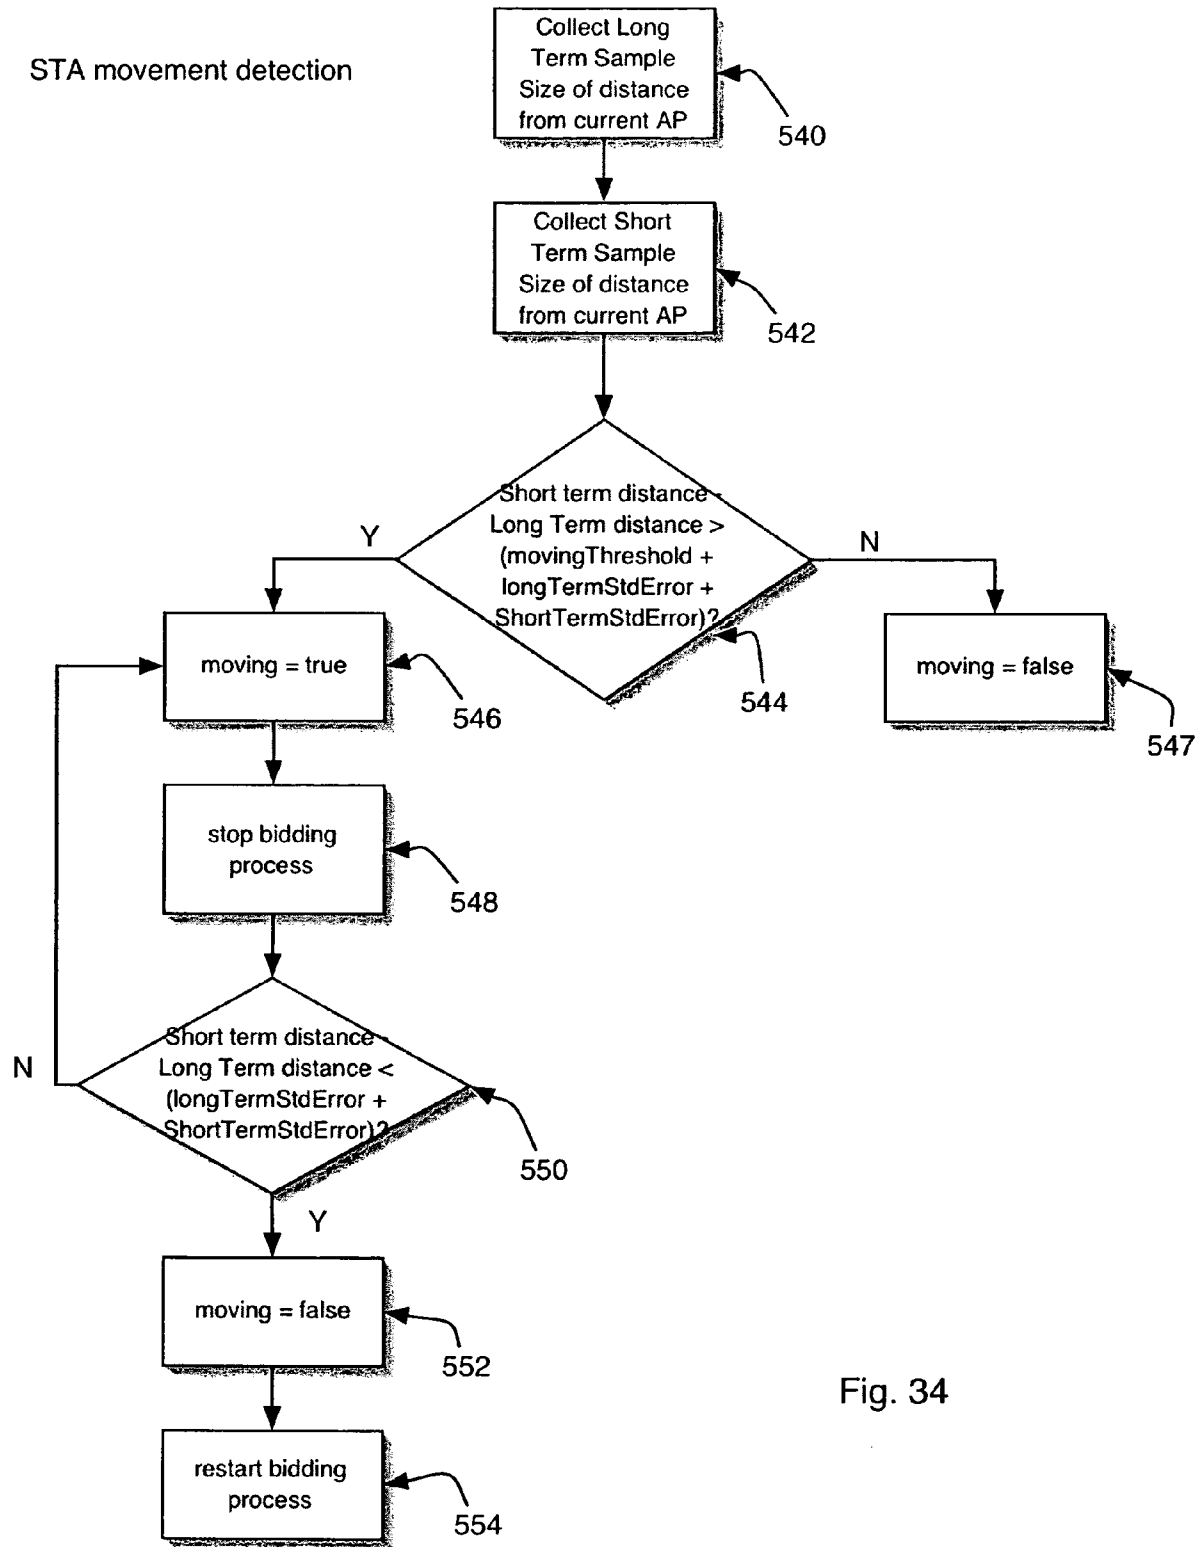 STA movement detection
Collect Long
Term Sample
Size of distance
from current AP
540
Collect Short
Term Sample
Size of distance
from current AP
542
Short term distance -
Long Term distance >
(movingThreshold +
longTermStdError +
ShortTermStdError)?
Y
N
544
moving = true
546
moving = false
547
stop bidding
process
548
Short term distance -
Long Term distance <
(longTermStdError +
ShortTermStdError)?
N
550
Y
moving = false
552
restart bidding
process
554
Fig. 34